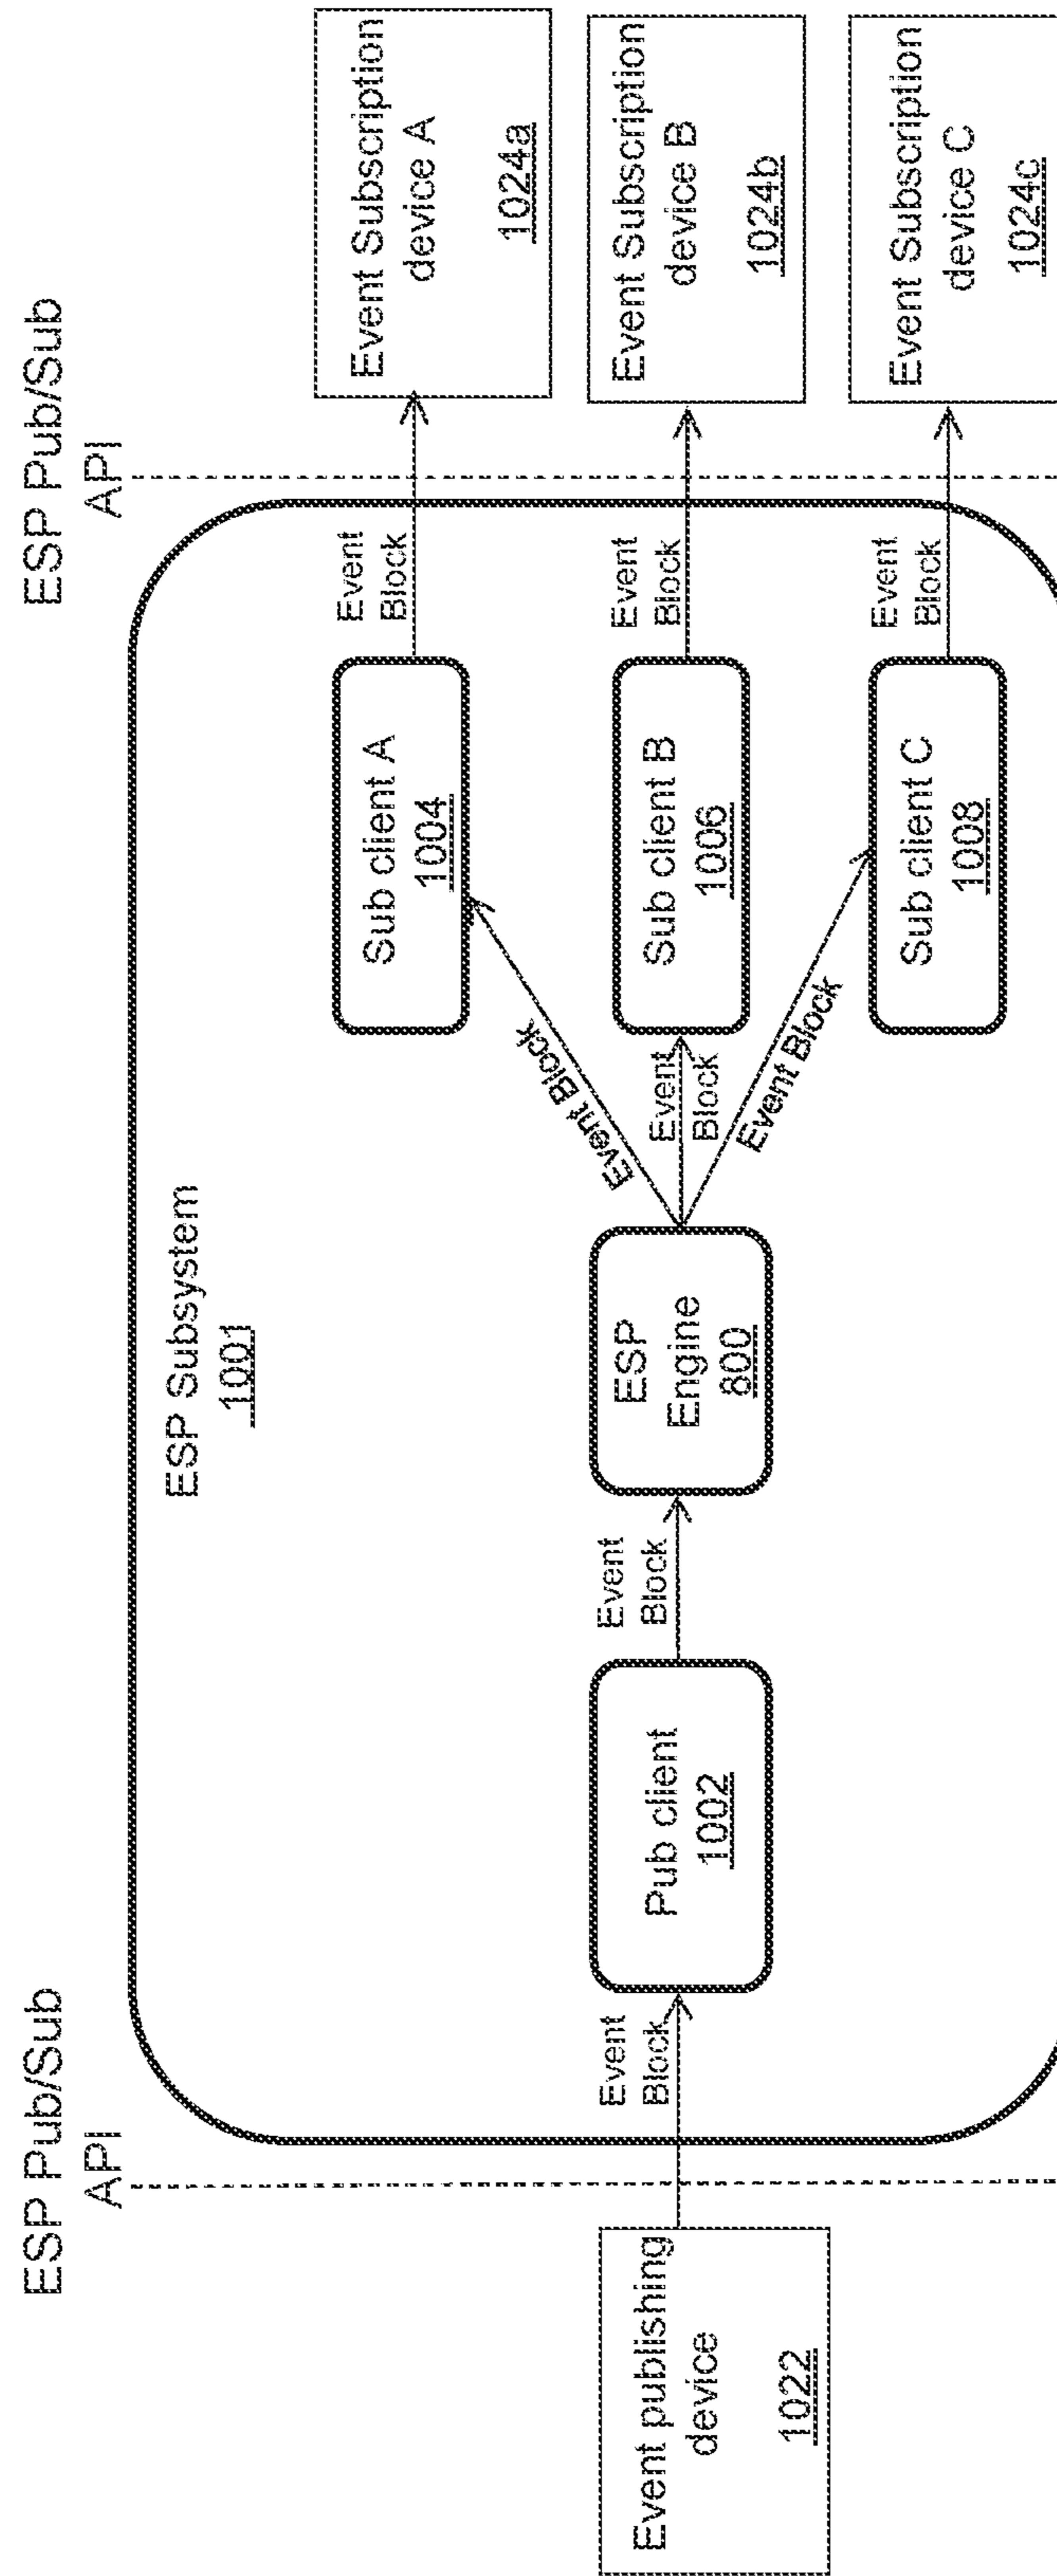 ESP Pub/Sub
API
ESP Pub/Sub
API
ESP Subsystem
1001
Event publishing
device
1022
Event
Block
Pub client
1002
Event
Block
ESP
Engine
800
Event Block
Event
Block
Event Block
Sub client A
1004
Sub client B
1006
Sub client C
1008
Event
Block
Event
Block
Event
Block
Event Subscription
device A
1024a
Event Subscription
device B
1024b
Event Subscription
device C
1024c